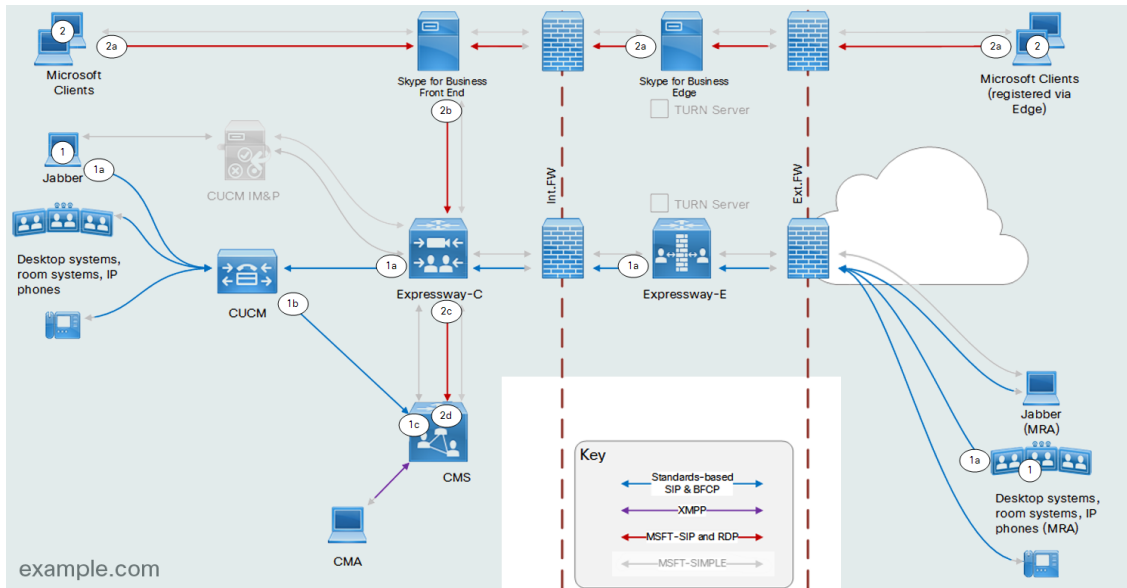 2
2a
Microsoft
Clients
Skype for Business
Front End
2a
Skype for Business
Edge
2a
2
Microsoft Clients
(registered via
Edge)
2b
TURN Server
1
Jabber
1a
CUCM IM&P
Int.FW
Ext.FW
TURN Server
Desktop systems,
room systems, IP
phones
CUCM
1a
Expressway-C
1a
Expressway-E
1b
2c
1c
2d
CMS
CMA
Jabber
(MRA)
1a
1
Desktop systems,
room systems, IP
phones (MRA)
Key
Standards-based
SIP & BFCP
XMPP
MSFT-SIP and RDP
MSFT-SIMPLE
example.com